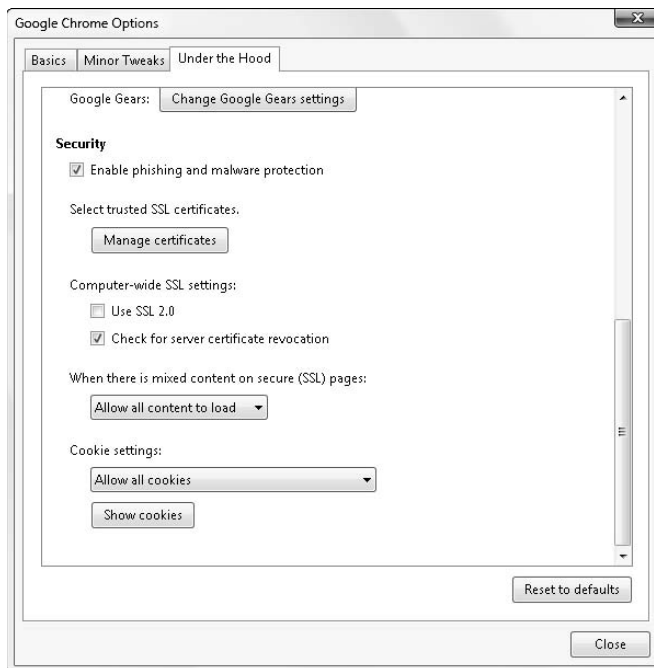 Google Chrome Options
Basics Minor Tweaks Under the Hood
Google Gears: Change Google Gears settings
Security
Enable phishing and malware protection
Select trusted SSL certificates.
Manage certificates
Computer-wide SSL settings:
Use SSL 2.0
Check for server certificate revocation
When there is mixed content on secure (SSL) pages:
Allow all content to load
Cookie settings:
Allow all cookies
Show cookies
Reset to defaults
Close